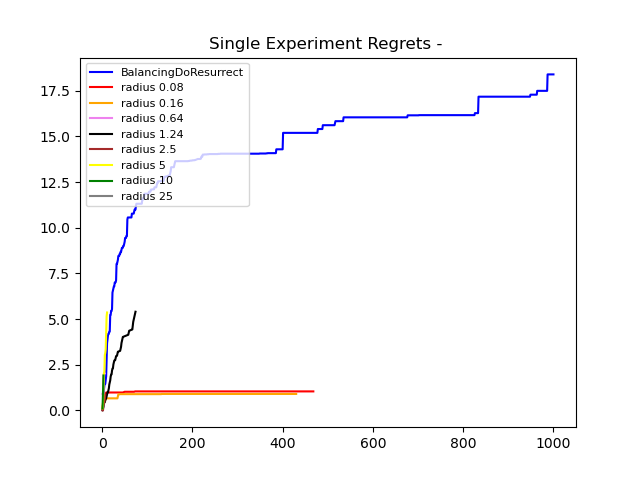 Single Experiment Regrets -
BalancingDoResurrect
radius 0.08
radius 0.16
radius 0.64
radius 1.24
radius 2.5
radius 5
radius 10
radius 25
17.5
15.0
12.5
10.0
7.5
5.0
2.5
0.0
0 200 400 600 800 1000